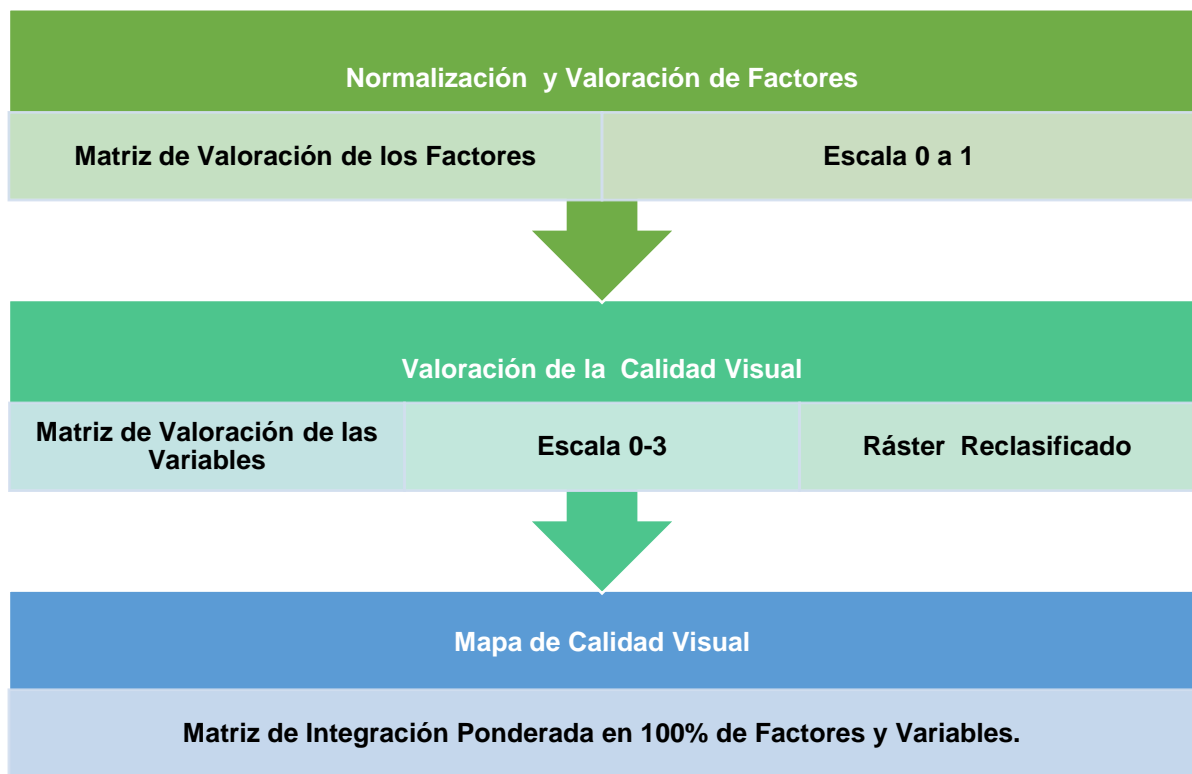 Normalización y Valoración de Factores
Matriz de Valoración de los Factores
Escala 0 a 1
Valoración de la Calidad Visual
Matriz de Valoración de las
Variables
Escala 0-3
Ráster Reclasificado
Mapa de Calidad Visual
Matriz de Integración Ponderada en 100% de Factores y Variables.